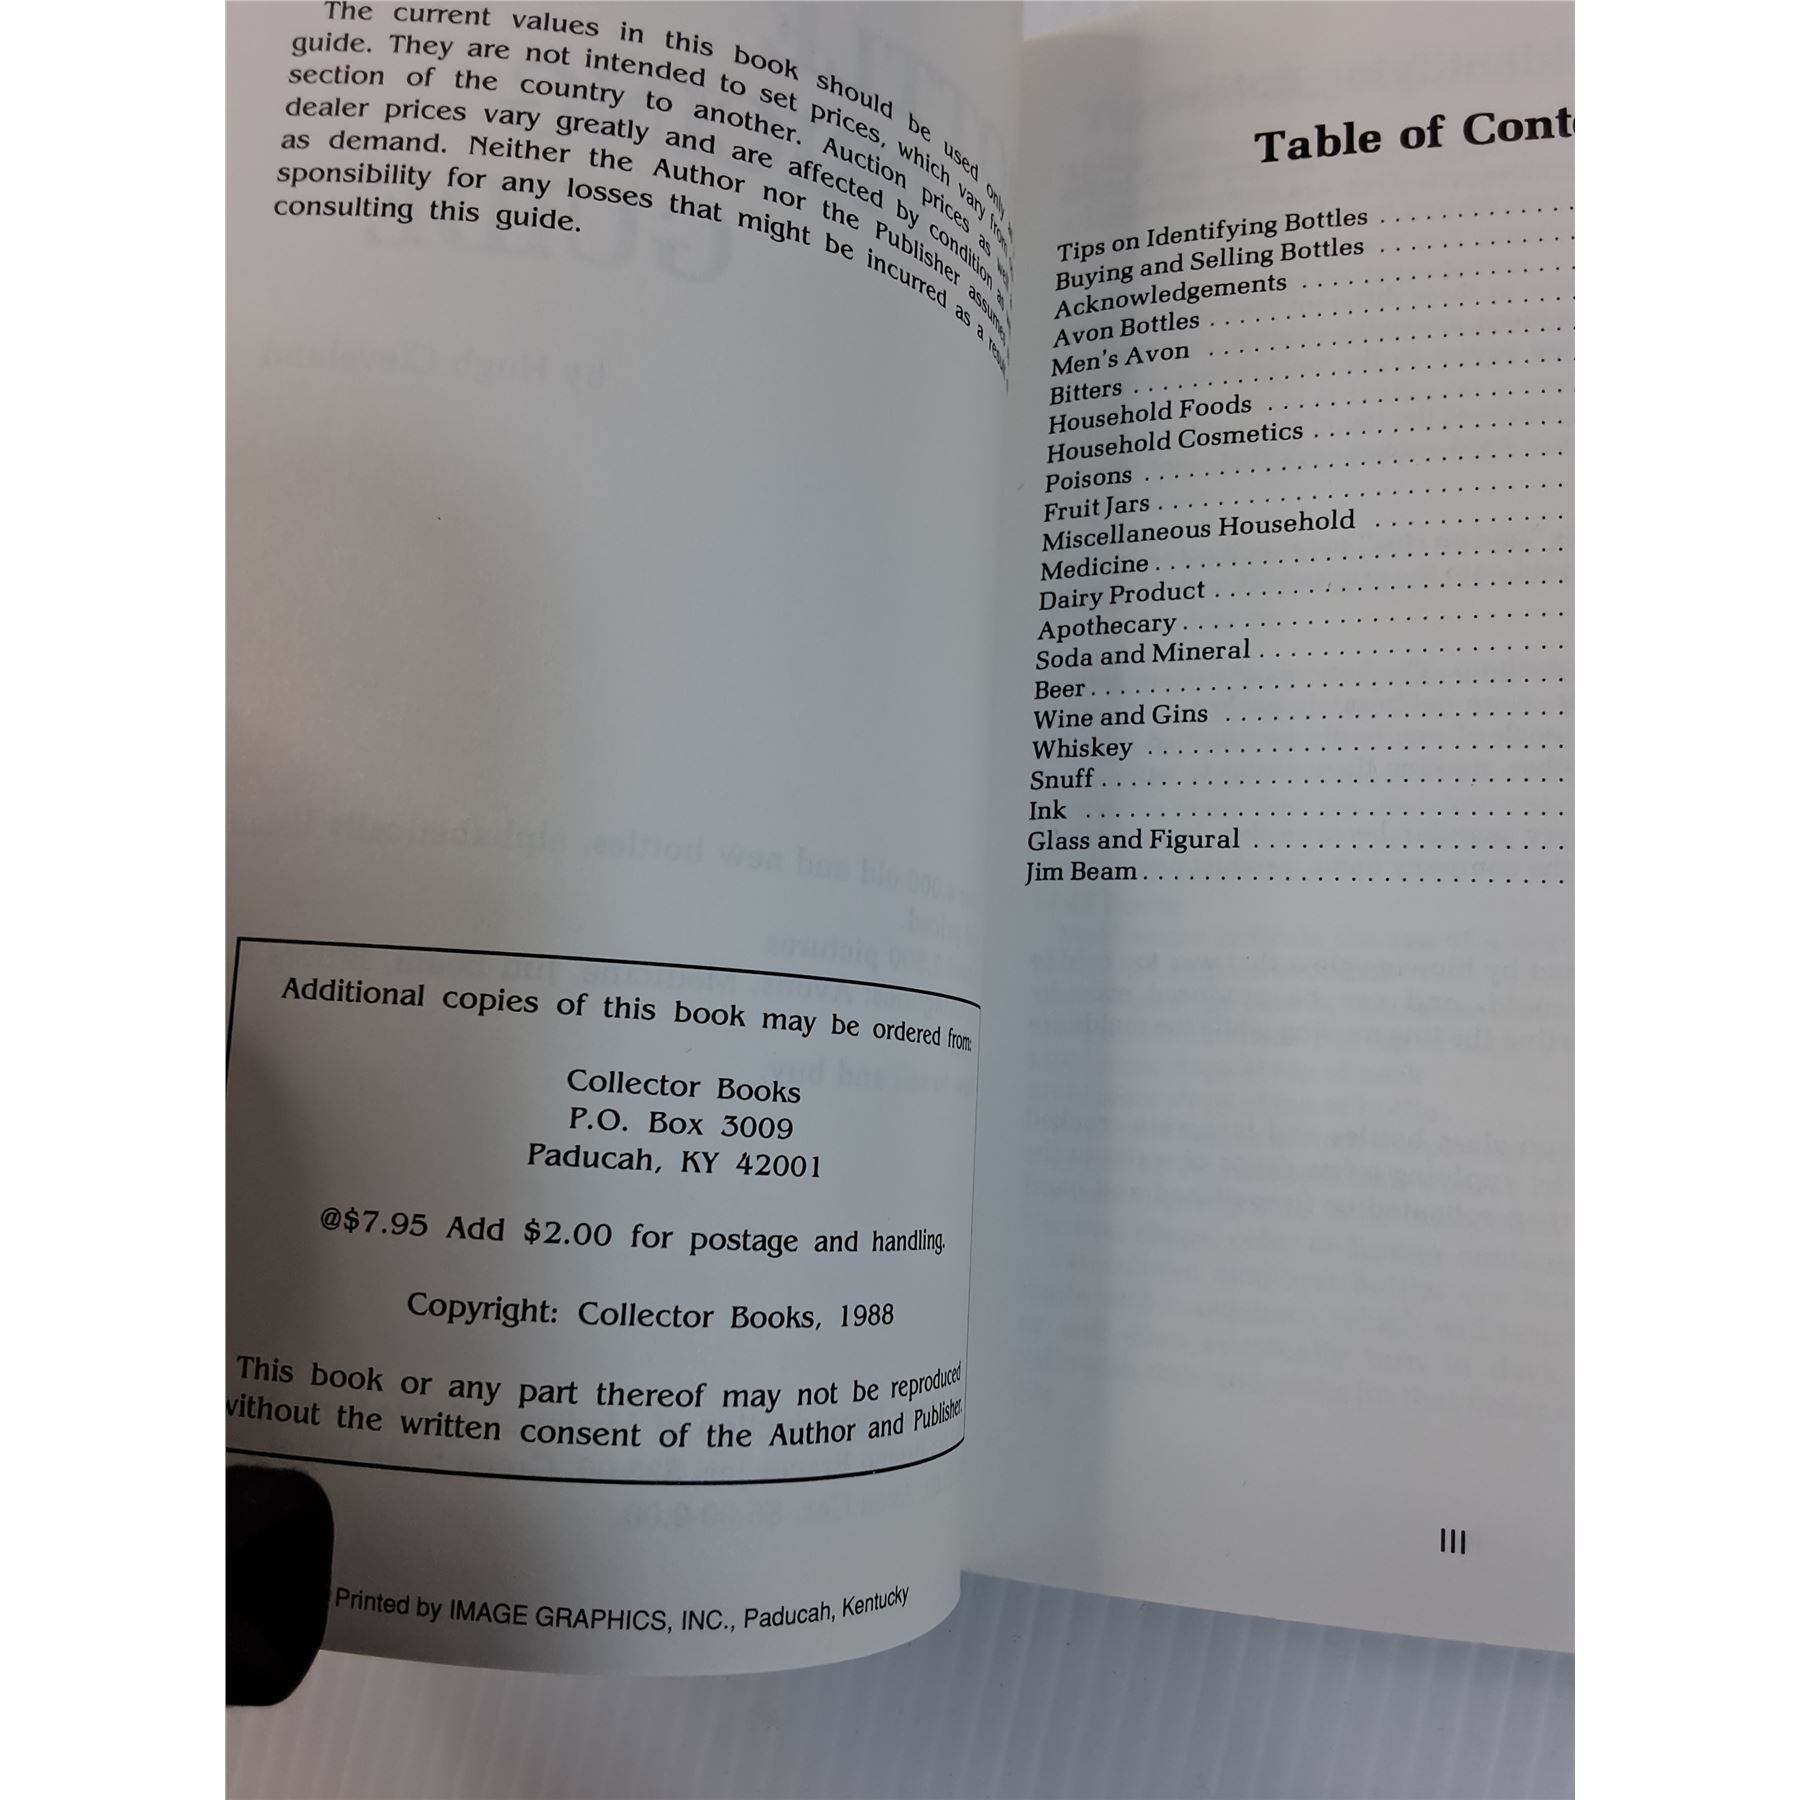 The current values in this book should be used only
guide. They are not intended to set prices, which vary from
section of the country to another. Auction prices as well
dealer prices vary greatly and are affected by condition as
as demand. Neither the Author nor the Publisher assumes
sponsibility for any losses that might be incurred as a result
consulting this guide.
Additional copies of this book may be ordered from:
Collector Books
P.O. Box 3009
Paducah, KY 42001
@$7.95 Add $2.00 for postage and handling.
Copyright: Collector Books, 1988
This book or any part thereof may not be reproduced
without the written consent of the Author and Publisher.
Printed by IMAGE GRAPHICS, INC., Paducah, Kentucky
Table of Conte
Tips on Identifying Bottles . . . . . . . . . . . . .
Buying and Selling Bottles . . . . . . . . . . . . .
Acknowledgements . . . . . . . . . . . . . . . . . .
Avon Bottles . . . . . . . . . . . . . . . . . . . . . . . .
Men's Avon . . . . . . . . . . . . . . . . . . . . . . . .
Bitters . . . . . . . . . . . . . . . . . . . . . . . . . . . . .
Household Foods . . . . . . . . . . . . . . . . . . . .
Household Cosmetics . . . . . . . . . . . . . . . . .
Poisons . . . . . . . . . . . . . . . . . . . . . . . . . . . .
Fruit Jars . . . . . . . . . . . . . . . . . . . . . . . . . . .
Miscellaneous Household . . . . . . . . . . . . .
Medicine . . . . . . . . . . . . . . . . . . . . . . . . . . .
Dairy Product . . . . . . . . . . . . . . . . . . . . . . .
Apothecary . . . . . . . . . . . . . . . . . . . . . . . . .
Soda and Mineral . . . . . . . . . . . . . . . . . . . .
Beer . . . . . . . . . . . . . . . . . . . . . . . . . . . . . . .
Wine and Gins . . . . . . . . . . . . . . . . . . . . . .
Whiskey . . . . . . . . . . . . . . . . . . . . . . . . . . . .
Snuff . . . . . . . . . . . . . . . . . . . . . . . . . . . . . .
Ink . . . . . . . . . . . . . . . . . . . . . . . . . . . . . . . .
Glass and Figural . . . . . . . . . . . . . . . . . . . .
Jim Beam . . . . . . . . . . . . . . . . . . . . . . . . . . .
III